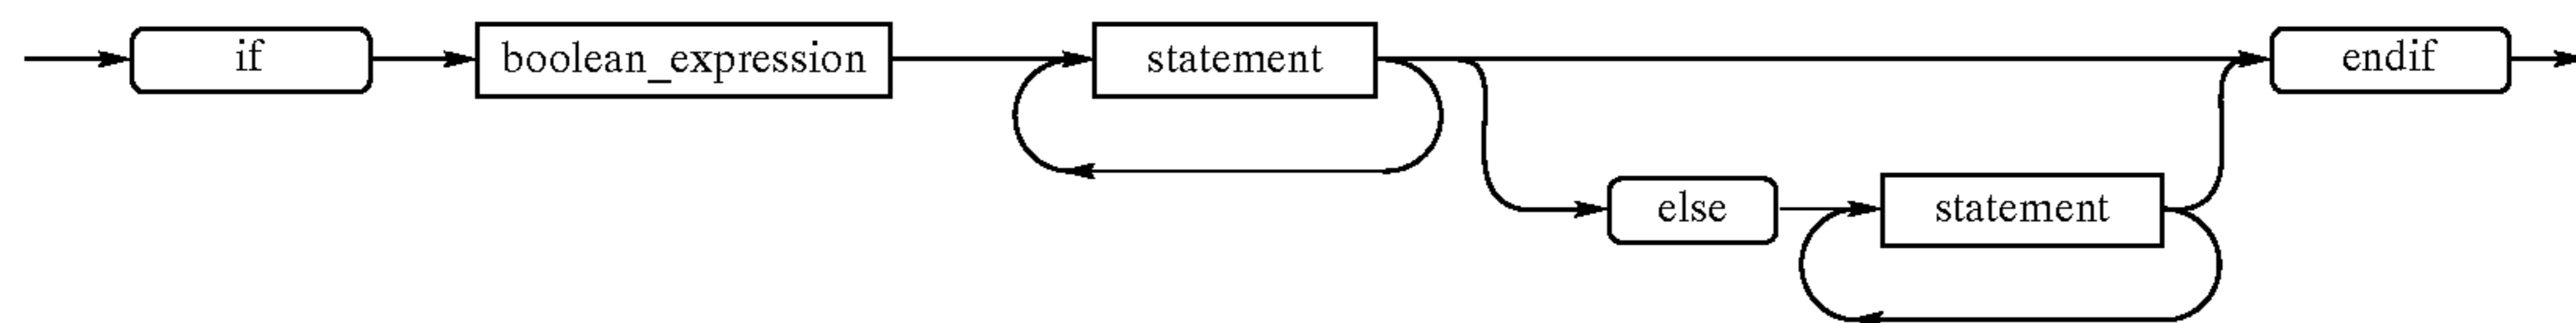 if boolean_expression statement endif
else statement